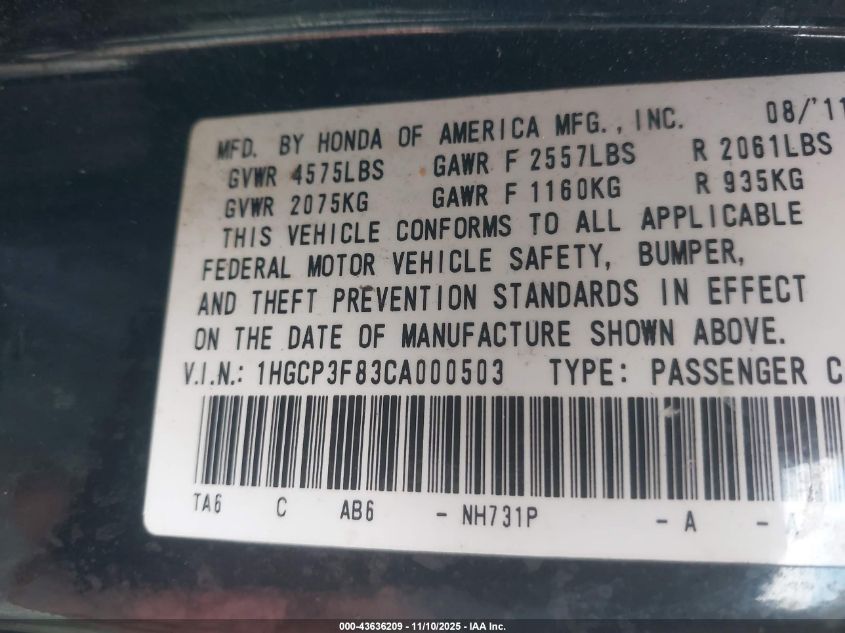 MFD. BY HONDA OF AMERICA MFG., INC. 08/'11
GVWR 4575LBS GAWR F 2557LBS R 2061LBS
GVWR 2075KG GAWR F 1160KG R 935KG
THIS VEHICLE CONFORMS TO ALL APPLICABLE
FEDERAL MOTOR VEHICLE SAFETY, BUMPER,
AND THEFT PREVENTION STANDARDS IN EFFECT
ON THE DATE OF MANUFACTURE SHOWN ABOVE.
V.I.N.: 1HGCP3F83CA000503 TYPE: PASSENGER C
TA6 C AB6 - NH731P - A -
000-43636209 - 11/10/2025 - IAA Inc.